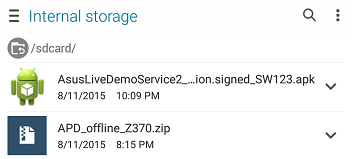 Internal storage
/sdcard/
AsusLiveDemoService2_...ion.signed_SW123.apk
8/11/2015 10:09 PM
APD_offline_Z370.zip
8/11/2015 8:15 PM